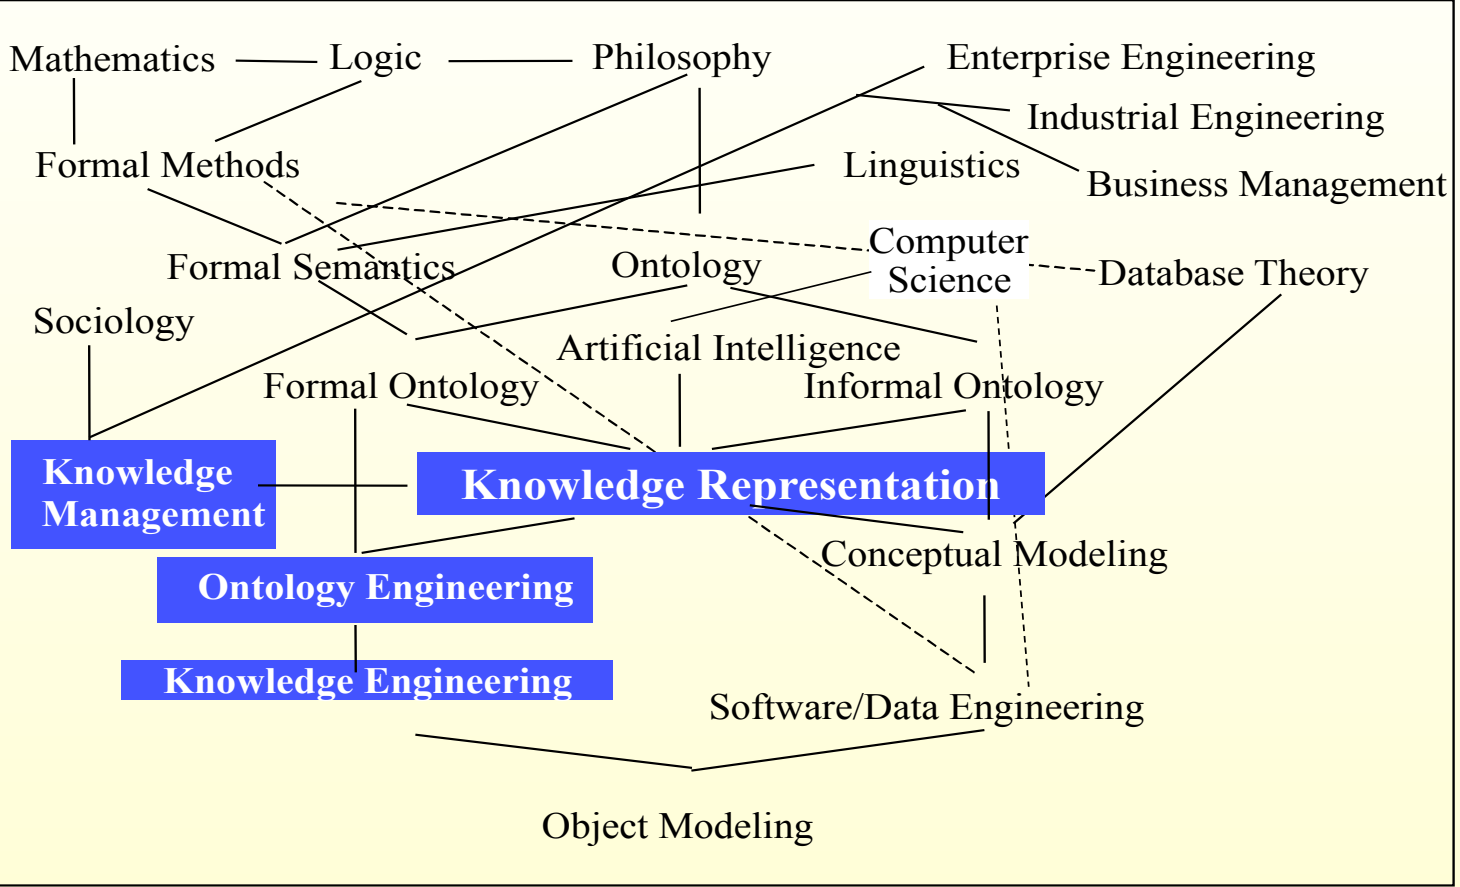 Mathematics
Logic
Philosophy
Enterprise Engineering
Industrial Engineering
Formal Methods
Linguistics
Business Management
Computer
Science
Formal Semantics
Ontology
Database Theory
Sociology
Artificial Intelligence
Formal Ontology
Informal Ontology
Knowledge
Management
Knowledge Representation
Conceptual Modeling
Ontology Engineering
Knowledge Engineering
Software/Data Engineering
Object Modeling